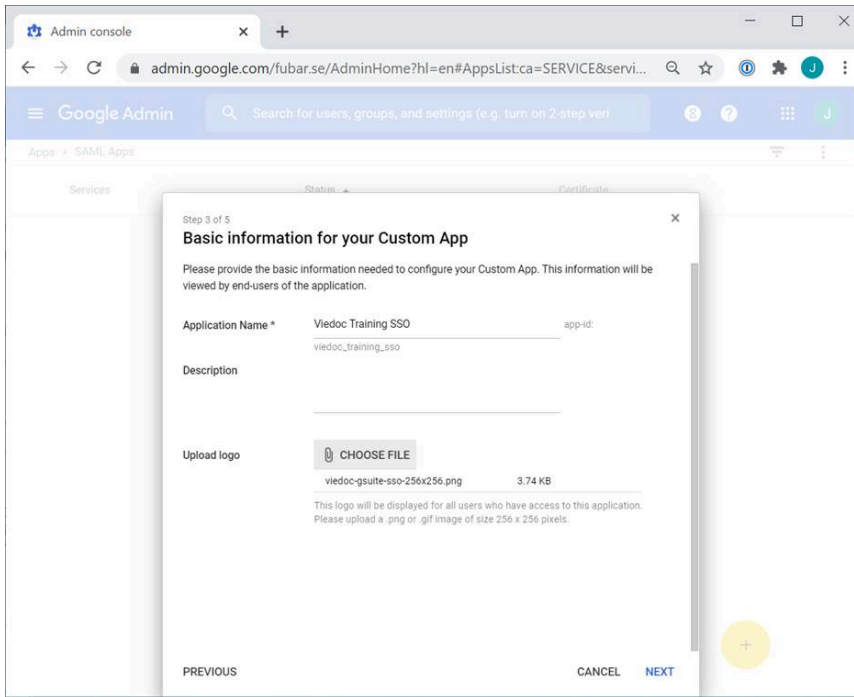 Admin console
admin.google.com/fubar.se/AdminHome?hl=en#AppsList:ca=SERVICE&servi...
J
Google Admin
Search for users, groups, and settings (e.g. turn on 2-step veri
8
?
J
Apps > SAML Apps
Services Status Certificate
Step 3 of 5
Basic information for your Custom App
Please provide the basic information needed to configure your Custom App. This information will be
viewed by end-users of the application.
Application Name * Viedoc Training SSO app-id:
viedoc_training_sso
Description
Upload logo CHOOSE FILE
viedoc-gsuite-sso-256x256.png 3.74 KB
This logo will be displayed for all users who have access to this application.
Please upload a .png or .gif image of size 256 x 256 pixels.
PREVIOUS CANCEL NEXT